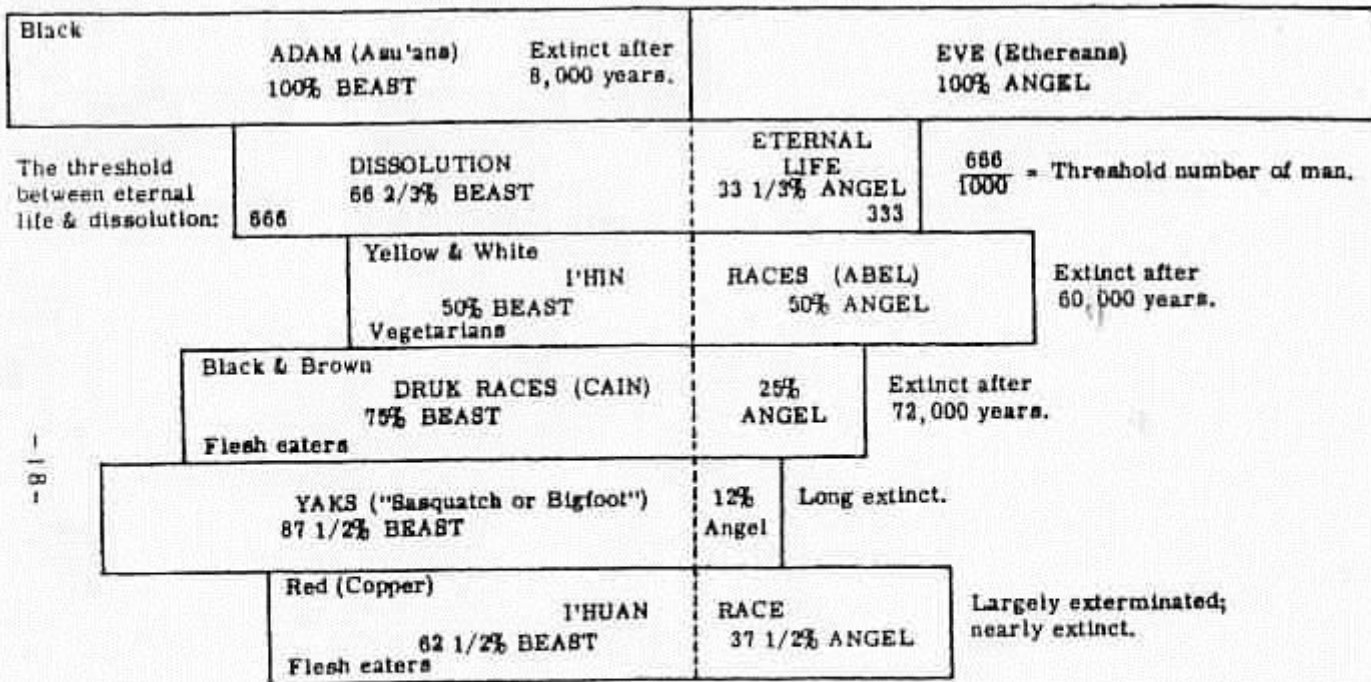 Black
ADAM (Asu'ans)
100% BEAST
Extinct after
8,000 years.
EVE (Ethereans)
100% ANGEL
The threshold
between eternal
life & dissolution:
DISSOLUTION
66 2/3% BEAST
666
ETERNAL
LIFE
33 1/3% ANGEL
333
666
1000
= Threshold number of man.
Yellow & White
I'HIN
50% BEAST
Vegetarians
RACES (ABEL)
50% ANGEL
Extinct after
60,000 years.
Black & Brown
DRUK RACES (CAIN)
75% BEAST
Flesh eaters
25%
ANGEL
Extinct after
72,000 years.
YAKS ("Sasquatch or Bigfoot")
87 1/2% BEAST
12%
Angel
Long extinct.
Red (Copper)
I'HUAN
62 1/2% BEAST
Flesh eaters
RACE
37 1/2% ANGEL
Largely exterminated;
nearly extinct.
-18-